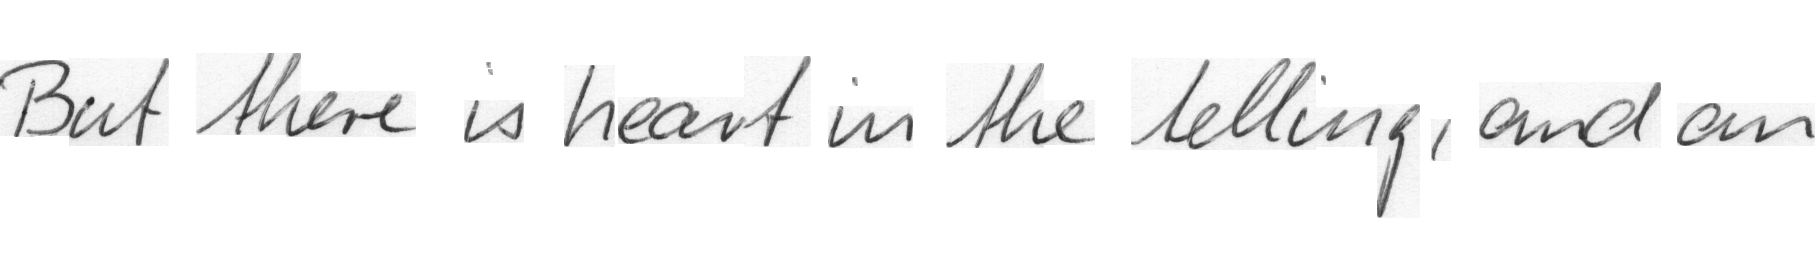 But there is heart in the telling, and an